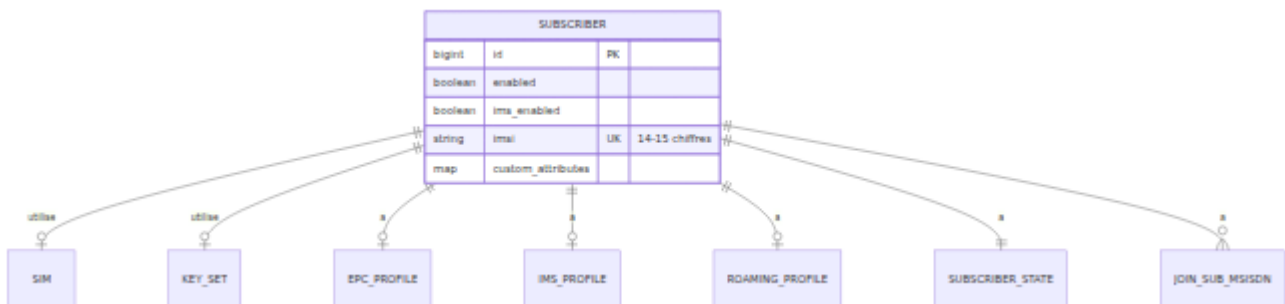 SUBSCRIBER
bigint id PK
boolean enabled
boolean ims_enabled
string imsi UK 14-15 chiffres
map custom_attributes
utilise utilise a a a a a
SIM KEY_SET EPC_PROFILE IMS_PROFILE ROAMING_PROFILE SUBSCRIBER_STATE JOIN_SUB_MSISDN